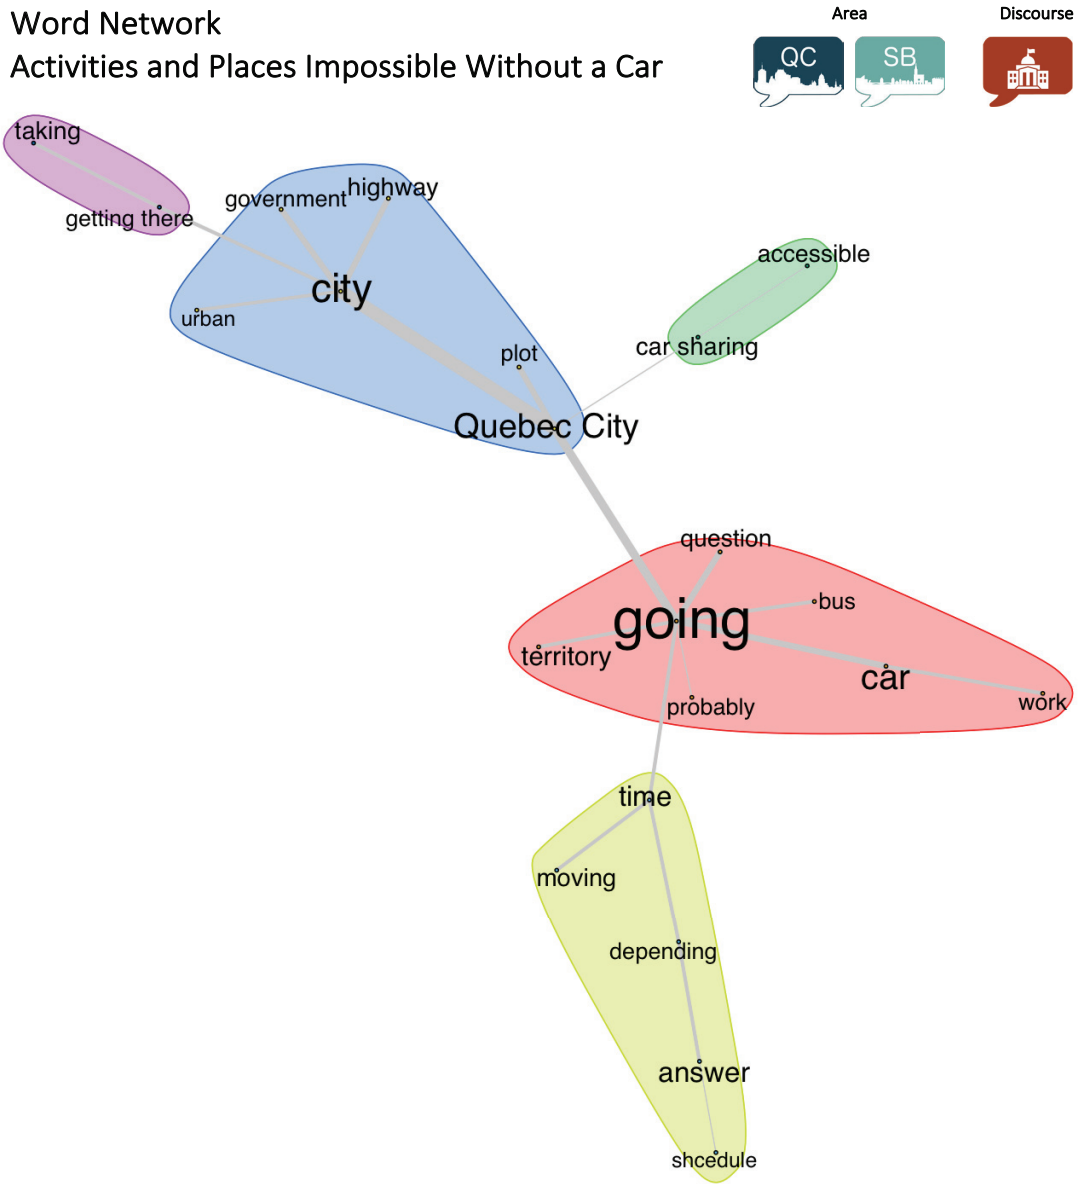 Word Network
Activities and Places Impossible Without a Car
Area
Discourse
QC
SB
taking
getting there
government
highway
city
urban
plot
Quebec City
accessible
car sharing
question
going
bus
territory
car
probably
work
time
moving
depending
answer
shcedule